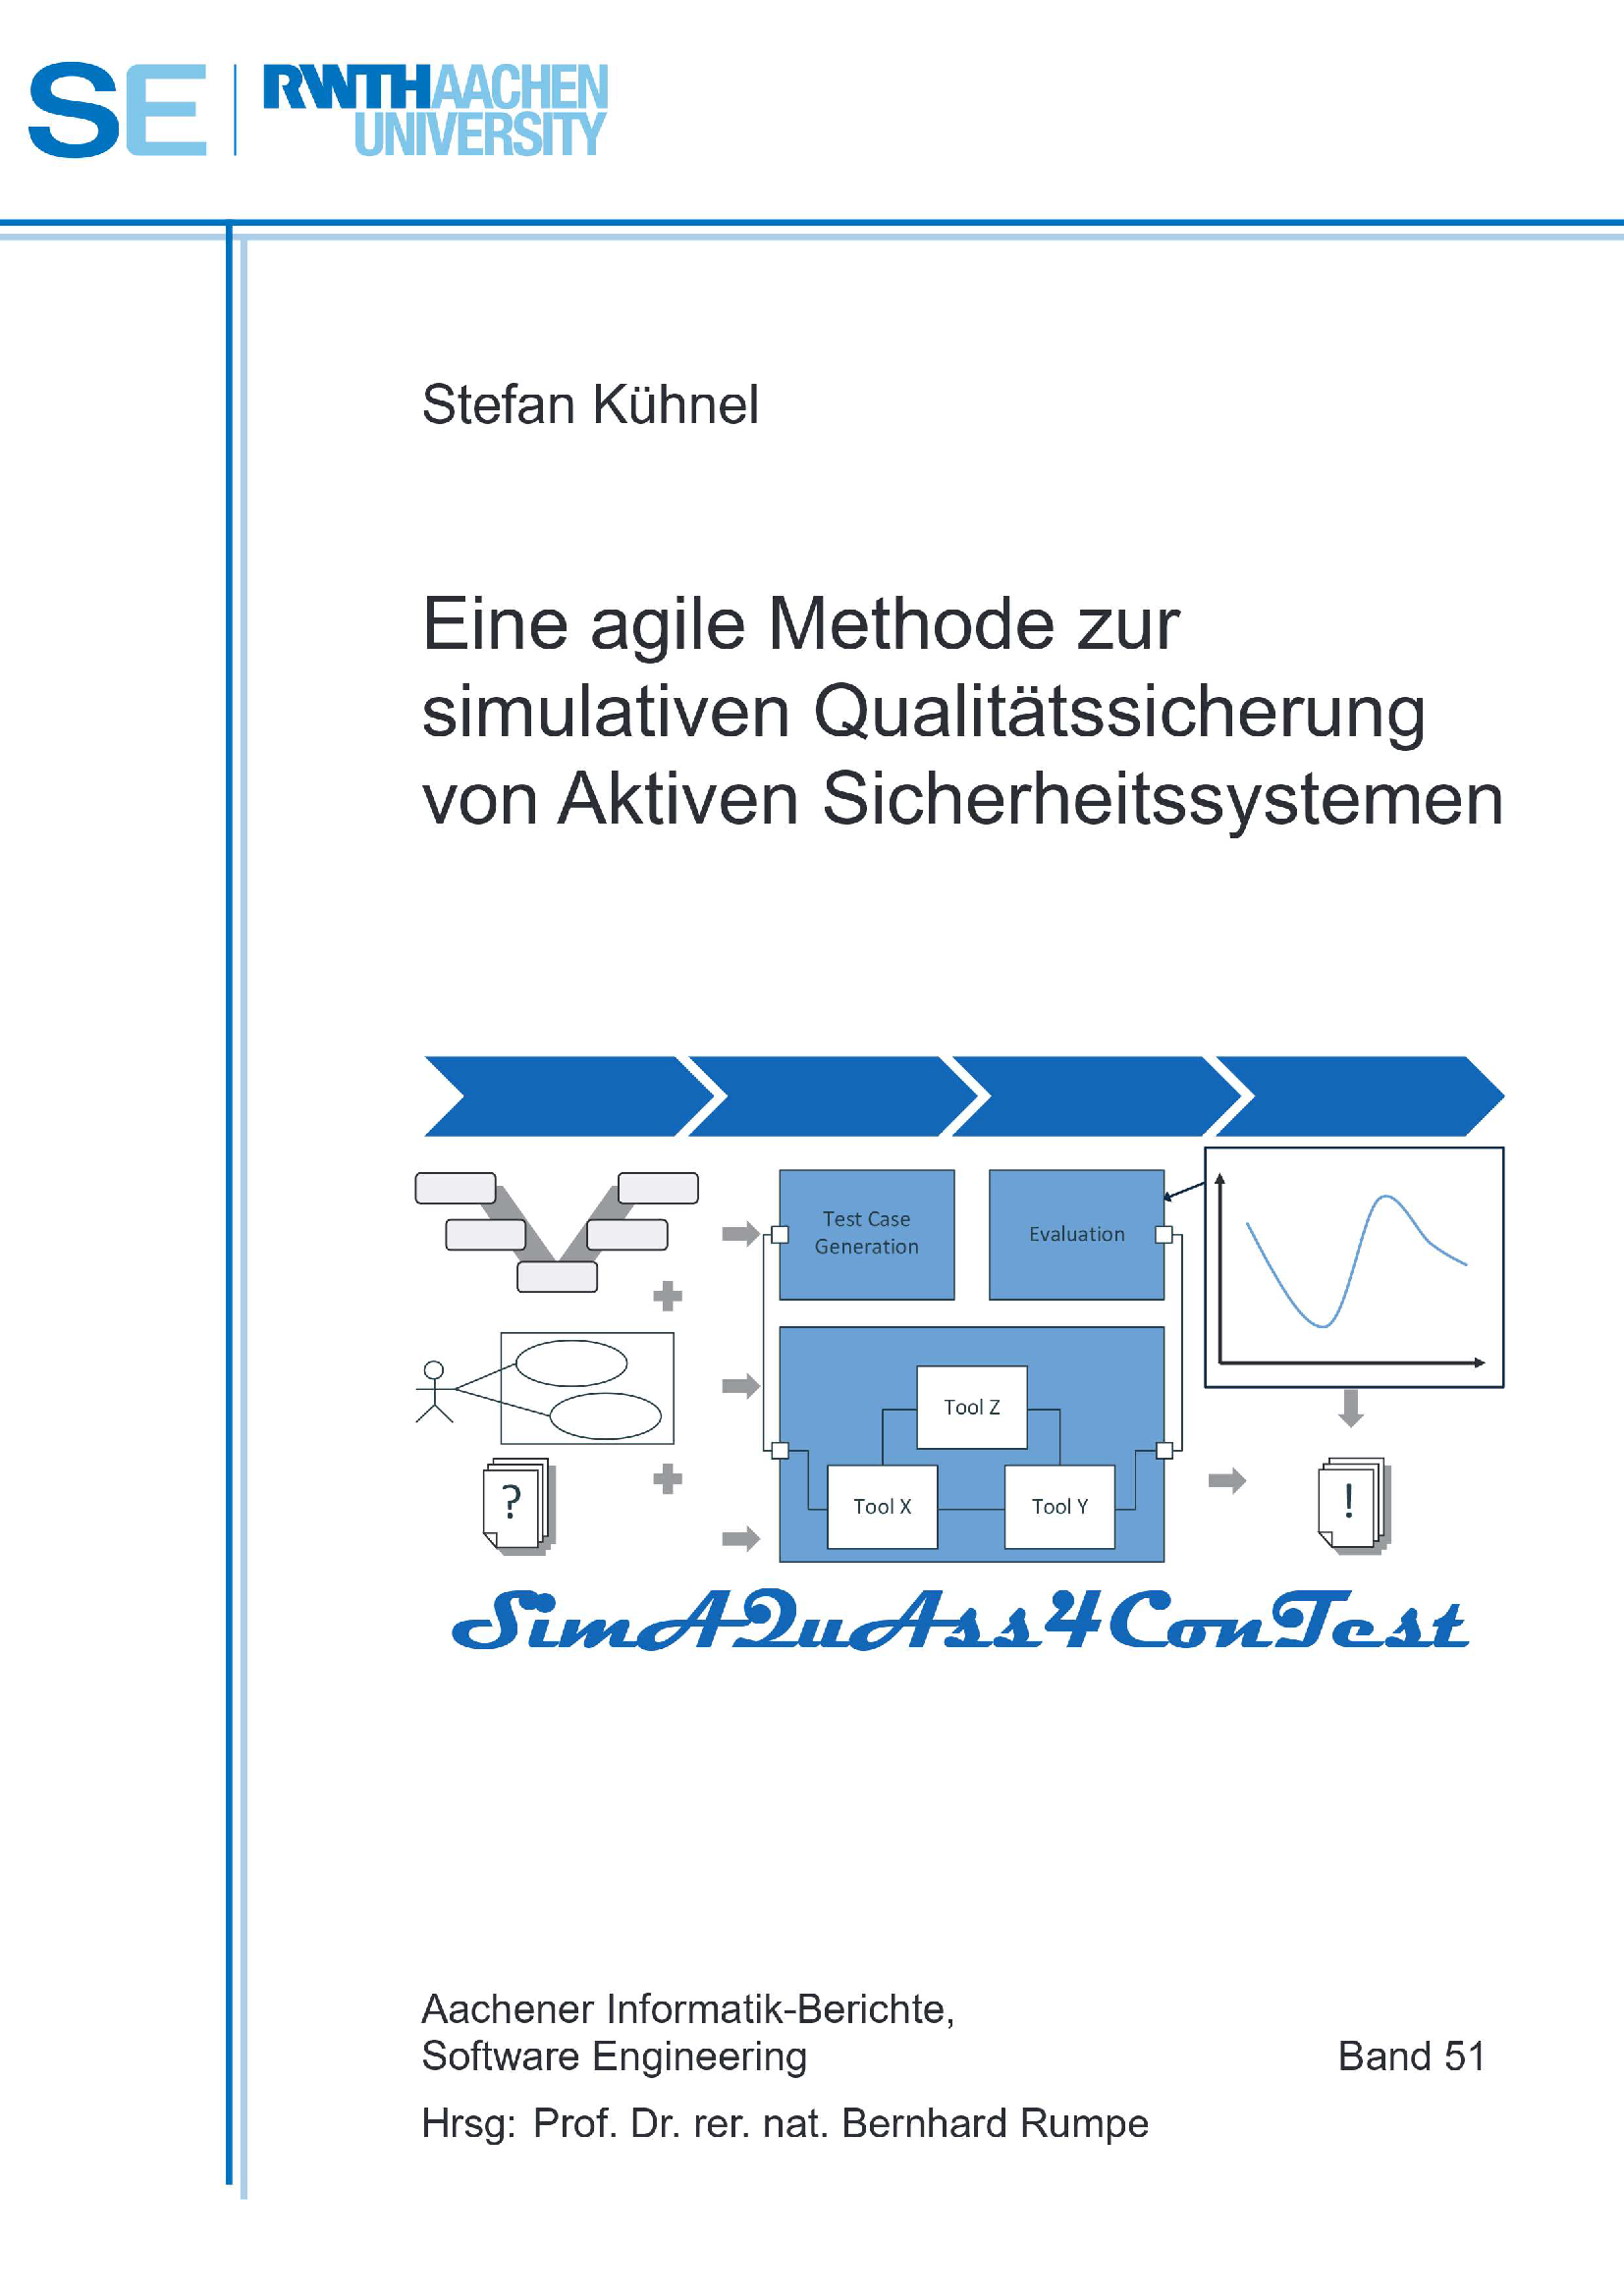 SE RWTHAACHEN
UNIVERSITY
Stefan Kühnel
Eine agile Methode zur
simulativen Qualitätssicherung
von Aktiven Sicherheitssystemen
Test Case
Generation
Evaluation
Tool Z
Tool X
Tool Y
?
!
SimAQuAss4ConTest
Aachener Informatik-Berichte,
Software Engineering
Band 51
Hrsg: Prof. Dr. rer. nat. Bernhard Rumpe